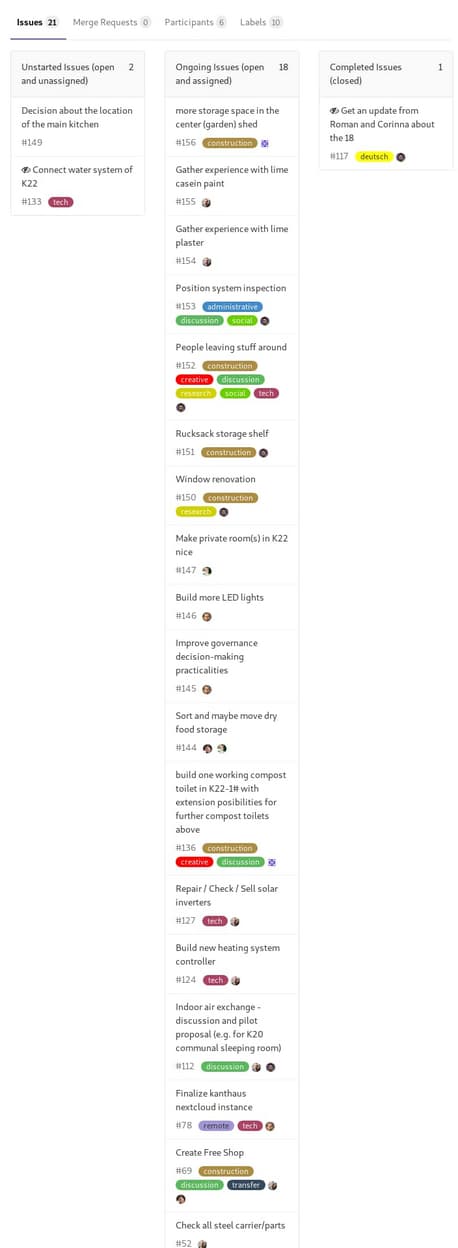 Issues 21 Merge Requests 0 Participants 6 Labels 10
Unstarted Issues (open 2
and unassigned)
Decision about the location
of the main kitchen
#149
Connect water system of
K22
#133 tech
Ongoing Issues (open 18
and assigned)
more storage space in the
center (garden) shed
#156 construction
Gather experience with lime
casein paint
#155
Gather experience with lime
plaster
#154
Position system inspection
#153 administrative
discussion social
People leaving stuff around
#152 construction
creative discussion
research social tech
Rucksack storage shelf
#151 construction
Window renovation
#150 construction
research
Make private room(s) in K22
nice
#147
Build more LED lights
#146
Improve governance
decision-making
practicalities
#145
Sort and maybe move dry
food storage
#144
build one working compost
toilet in K22-1# with
extension posibilities for
further compost toilets
above
#136 construction
creative discussion
Repair / Check / Sell solar
inverters
#127 tech
Build new heating system
controller
#124 tech
Indoor air exchange -
discussion and pilot
proposal (e.g. for K20
communal sleeping room)
#112 discussion
Finalize kanthaus
nextcloud instance
#78 remote tech
Create Free Shop
#69 construction
discussion transfer
Check all steel carrier/parts
#52
Completed Issues 1
(closed)
Get an update from
Roman and Corinna about
the 18
#117 deutsch